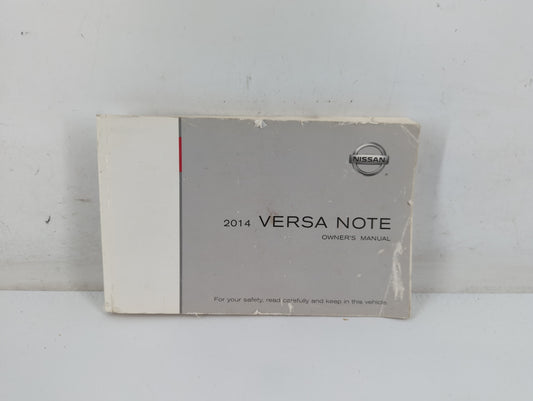 NISSAN
2014 VERSA NOTE
OWNER'S MANUAL
For your safety, read carefully and keep in this vehicle.